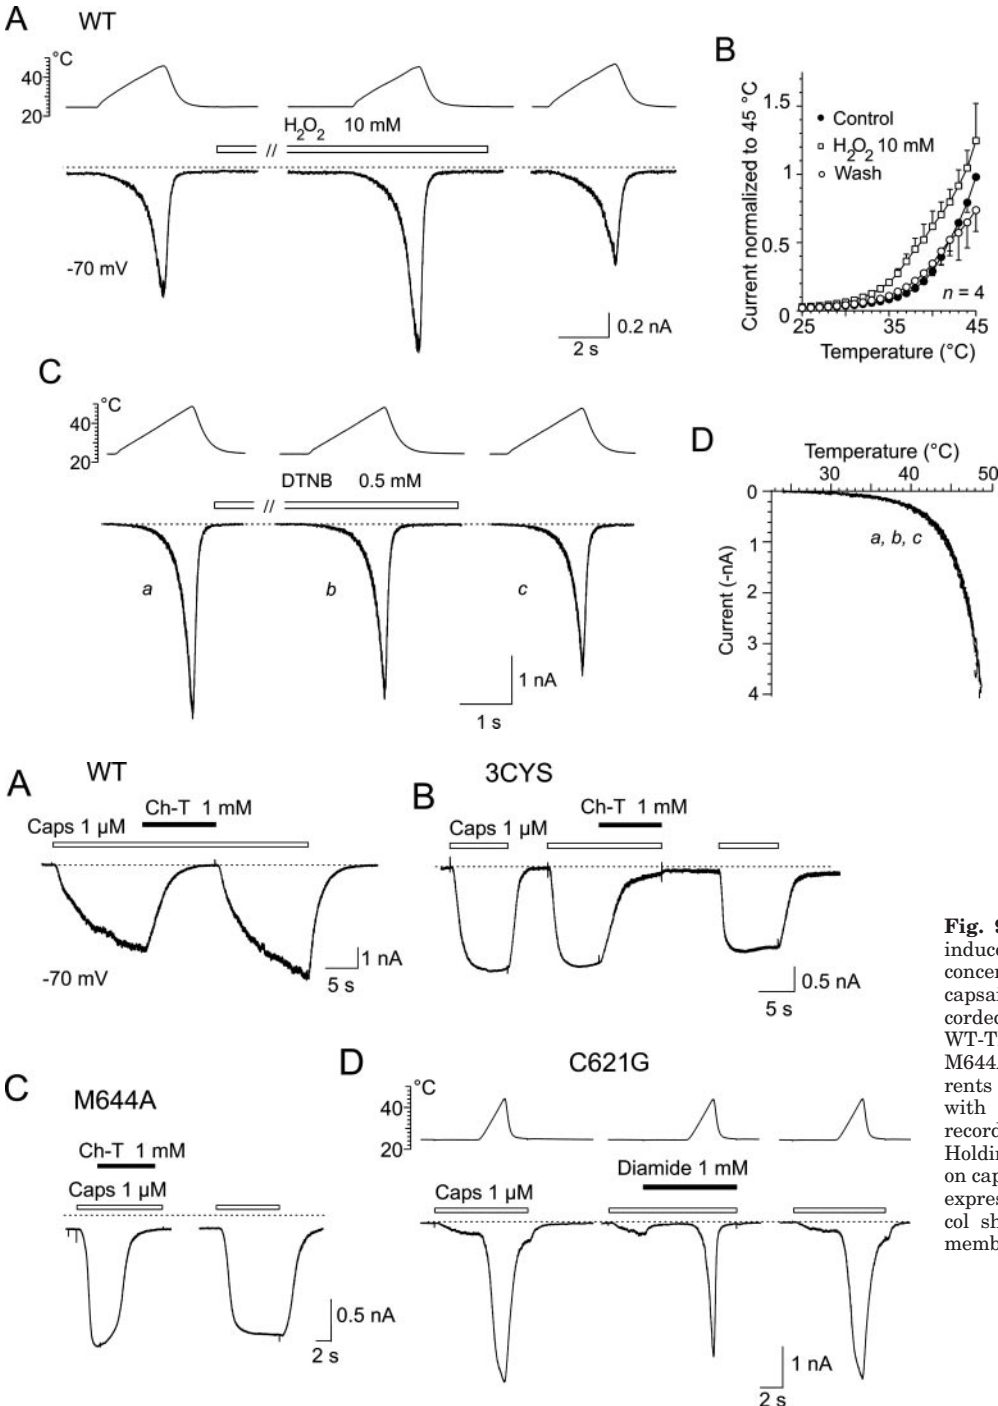 A WT
°C
40
20
H2O2 10 mM
//
-70 mV
0.2 nA
2 s
B
Current normalized to 45 °C
1.5
1
0.5
0
Control
H2O2 10 mM
Wash
n = 4
25 35 45
Temperature (°C)
C
°C
40
20
DTNB 0.5 mM
//
a b c
1 nA
1 s
D
Temperature (°C)
30 40 50
0
1
2
3
4
Current (-nA)
a, b, c
A WT
Ch-T 1 mM
Caps 1 µM
-70 mV
1 nA
5 s
B 3CYS
Ch-T 1 mM
Caps 1 µM
0.5 nA
5 s
C M644A
Ch-T 1 mM
Caps 1 µM
0.5 nA
2 s
D C621G
°C
40
20
Diamide 1 mM
Caps 1 µM
1 nA
2 s
Fig. 9
induce
concer
capsai
corded
WT-T
M644A
rents
with
record
Holdin
on cap
expres
col sh
memb